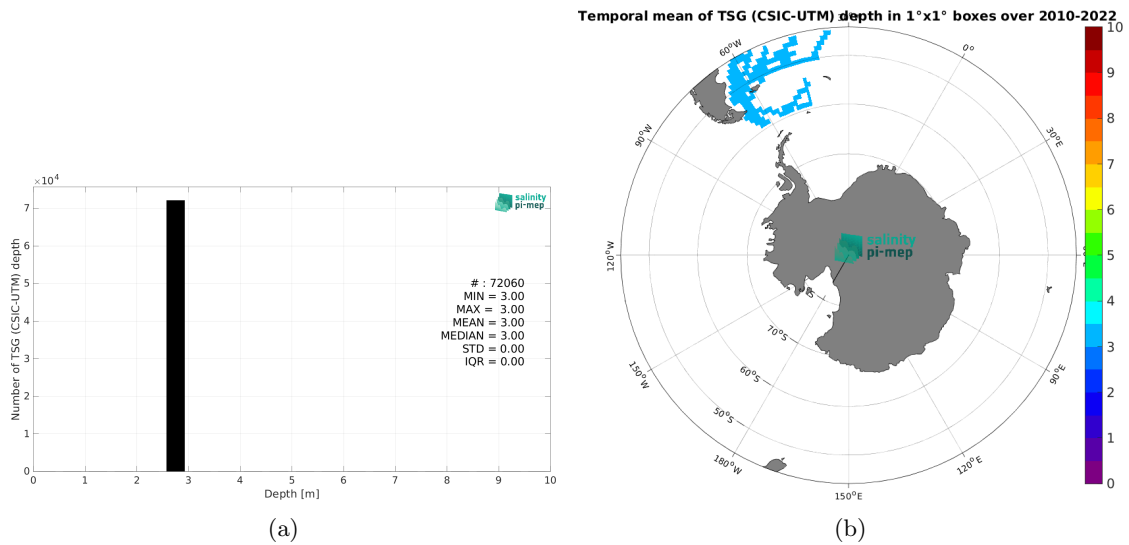 Temporal mean of TSG (CSIC-UTM) depth in 1°x1° boxes over 2010-2022
×10⁴
7
6
5
4
3
2
1
0
Number of TSG (CSIC-UTM) depth
salinity
pi-mep
# : 72060
MIN = 3.00
MAX = 3.00
MEAN = 3.00
MEDIAN = 3.00
STD = 0.00
IQR = 0.00
0 1 2 3 4 5 6 7 8 9 10
Depth [m]
(a)
60°W
0°
90°W
30°E
120°W
salinity
pi-mep
70°S
150°W
60°S
90°E
50°S
180°W
120°E
150°E
10
9
8
7
6
5
4
3
2
1
0
(b)